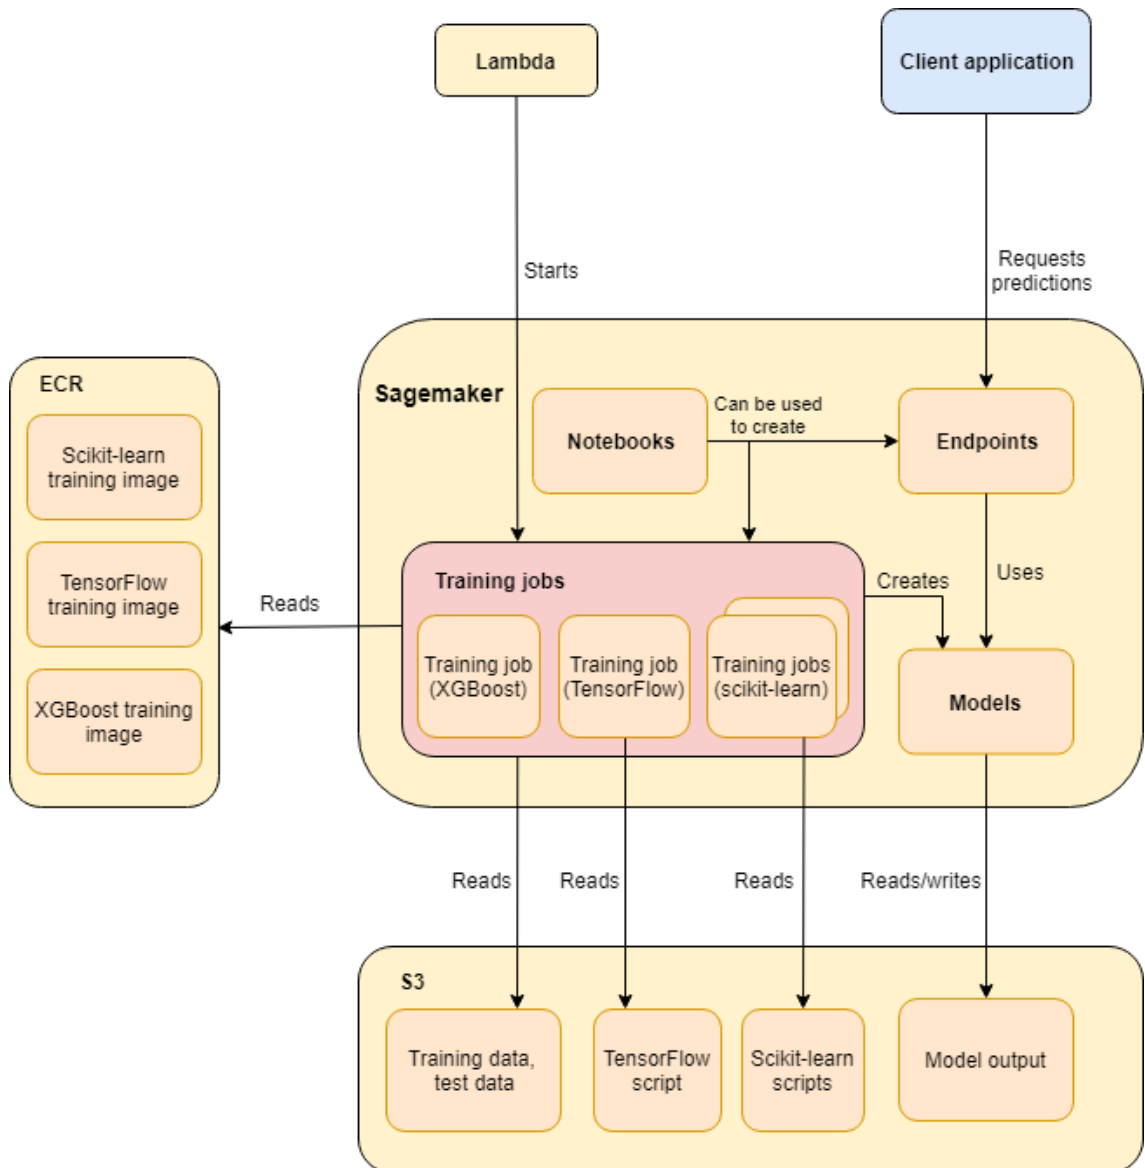 Lambda
Client application
Starts
Requests
predictions
ECR
Scikit-learn
training image
TensorFlow
training image
XGBoost training
image
Reads
Sagemaker
Notebooks
Can be used
to create
Endpoints
Training jobs
Training job
(XGBoost)
Training job
(TensorFlow)
Training jobs
(scikit-learn)
Creates
Uses
Models
Reads
Reads
Reads
Reads/writes
S3
Training data,
test data
TensorFlow
script
Scikit-learn
scripts
Model output